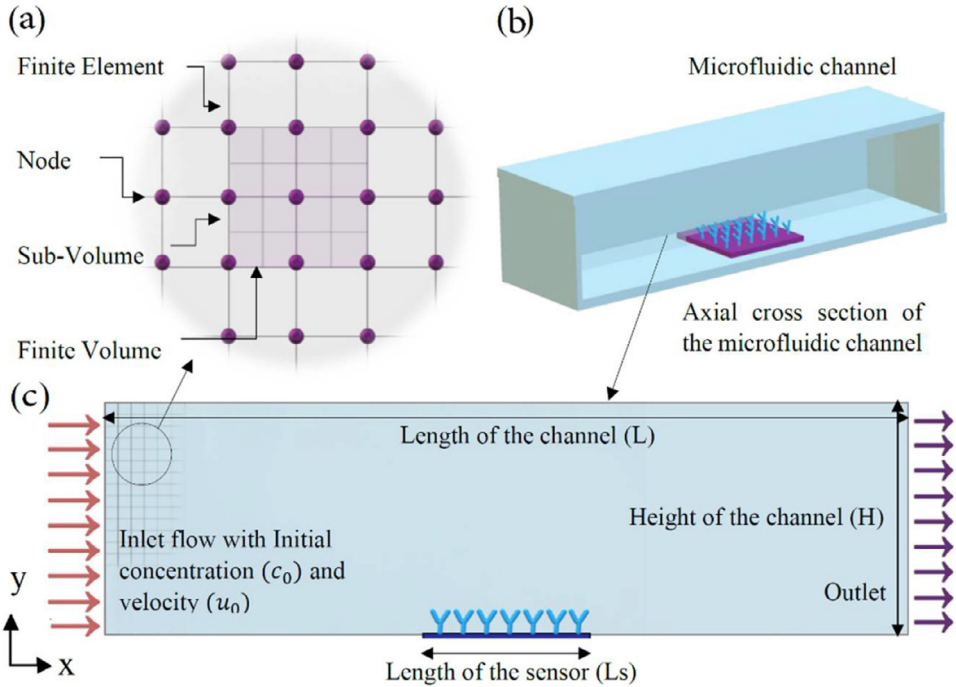 (a)
Finite Element
Node
Sub-Volume
Finite Volume
(b)
Microfluidic channel
Axial cross section of
the microfluidic channel
(c)
Length of the channel (L)
Height of the channel (H)
Inlet flow with Initial
concentration (c₀) and
velocity (u₀)
Outlet
y
x
Length of the sensor (Ls)